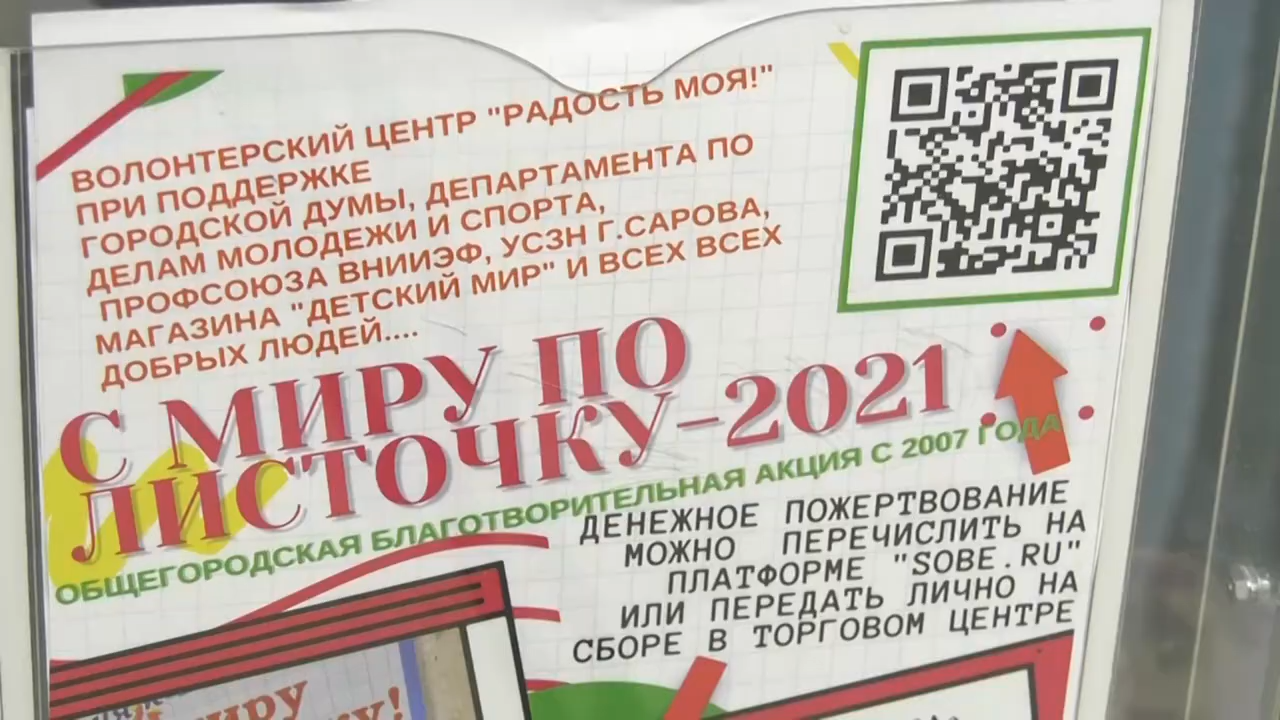 ВОЛОНТЕРСКИЙ ЦЕНТР "РАДОСТЬ МОЯ!"
ПРИ ПОДДЕРЖКЕ
ГОРОДСКОЙ ДУМЫ, ДЕПАРТАМЕНТА ПО
ДЕЛАМ МОЛОДЕЖИ И СПОРТА,
ПРОФСОЮЗА ВНИИЭФ, УСЗН Г.САРОВА,
МАГАЗИНА "ДЕТСКИЙ МИР" И ВСЕХ ВСЕХ
ДОБРЫХ ЛЮДЕЙ....
С МИРУ ПО
ЛИСТОЧКУ-2021
ОБЩЕГОРОДСКАЯ БЛАГОТВОРИТЕЛЬНАЯ АКЦИЯ С 2007 ГОДА
ДЕНЕЖНОЕ ПОЖЕРТВОВАНИЕ
МОЖНО ПЕРЕЧИСЛИТЬ НА
ПЛАТФОРМЕ "SOBE.RU"
ИЛИ ПЕРЕДАТЬ ЛИЧНО НА
СБОРЕ В ТОРГОВОМ ЦЕНТРЕ